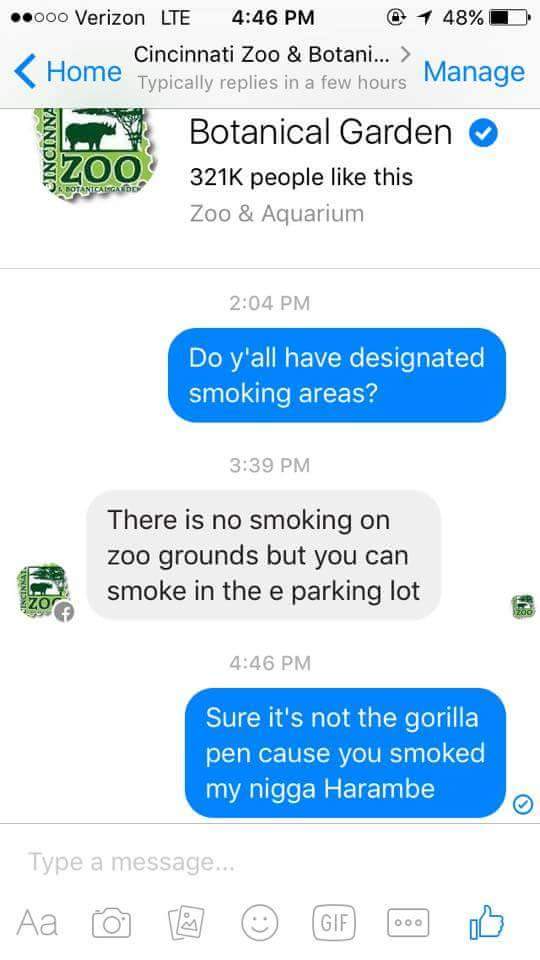 Verizon LTE 4:46 PM 48%
Cincinnati Zoo & Botani... >
Home
Typically replies in a few hours
Manage
CINCINNATI
ZOO
& BOTANICAL GARDEN
Botanical Garden
321K people like this
Zoo & Aquarium
2:04 PM
Do y'all have designated
smoking areas?
3:39 PM
There is no smoking on
zoo grounds but you can
smoke in the e parking lot
ZOO
ZOO
4:46 PM
Sure it's not the gorilla
pen cause you smoked
my nigga Harambe
Type a message...
Aa
GIF